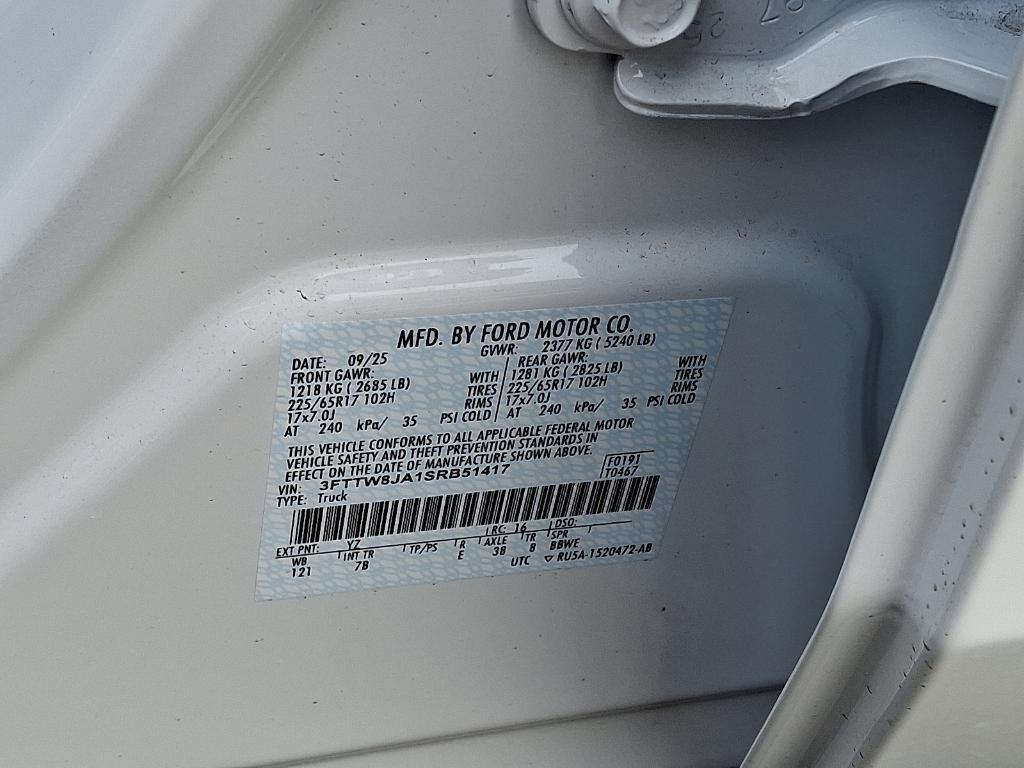 MFD. BY FORD MOTOR CO.
DATE: 09/25 GVWR: 2377 KG ( 5240 LB)
FRONT GAWR: REAR GAWR:
1218 KG ( 2685 LB) WITH 1281 KG ( 2825 LB) WITH
225/65R17 102H TIRES 225/65R17 102H TIRES
17x7.0J RIMS 17x7.0J RIMS
AT 240 kPa/ 35 PSI COLD AT 240 kPa/ 35 PSI COLD
THIS VEHICLE CONFORMS TO ALL APPLICABLE FEDERAL MOTOR
VEHICLE SAFETY AND THEFT PREVENTION STANDARDS IN
EFFECT ON THE DATE OF MANUFACTURE SHOWN ABOVE.
VIN: 3FTTW8JA1SRB51417 F0191
TYPE: Truck T0467
EXT PNT: YZ RC: 16 DSO:
WB INT TR TP/PS R AXLE TR SPR
121 7B E 38 8 BBWE
UTC ▽ RU5A-1520472-AB